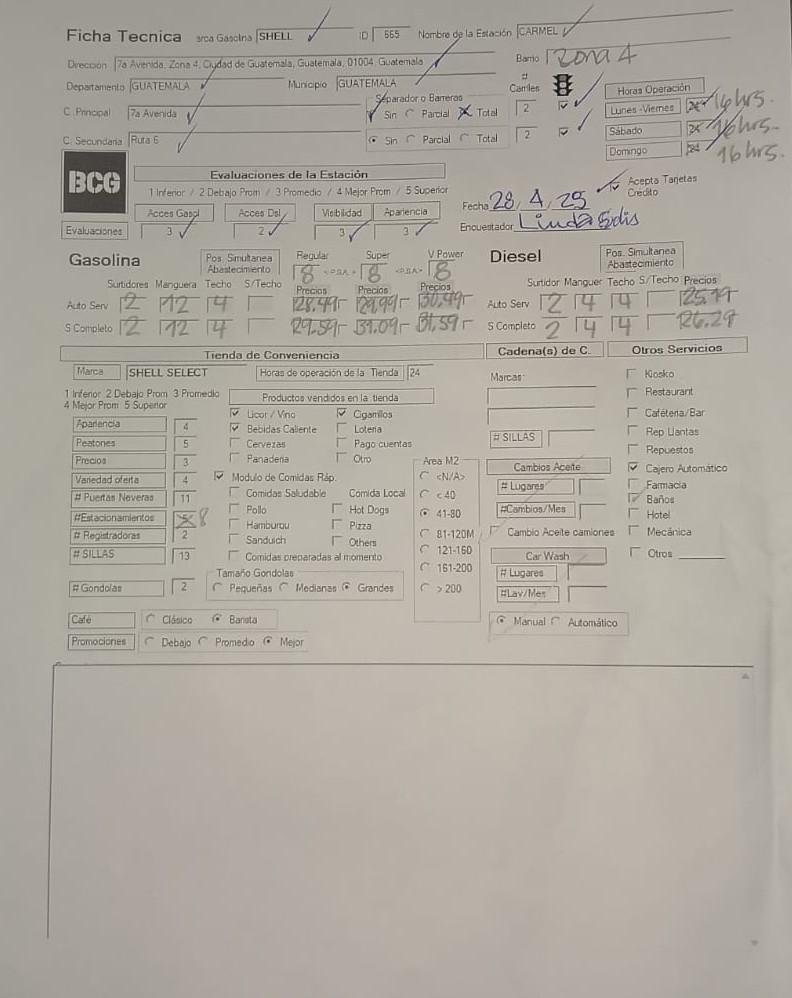 Ficha Tecnica arca Gasolina SHELL ID 665 Nombre de la Estación CARMEL
Dirección 7a Avenida, Zona 4, Ciudad de Guatemala, Guatemala, 01004, Guatemala Barrio Zona 4
Departamento GUATEMALA Municipio GUATEMALA # Carriles
Separador o Barreras Horas Operación
C. Principal 7a Avenida Sin Parcial Total 2 Lunes -Viernes 16 hrs.
C. Secundaria Ruta 6 Sin Parcial Total 2 Sábado 16 hrs.
Domingo 24 16 hrs.
BCG Evaluaciones de la Estación
1 Inferior / 2 Debajo Prom / 3 Promedio / 4 Mejor Prom / 5 Superior
Acepta Tarjetas Crédito
Acces Gasol Acces Dsl Visibilidad Apariencia Fecha 28, 4, 25
Evaluaciones 3 2 3 3 Encuestador Linda
Gasolina Pos. Simultanea Abastecimiento Regular 8 Super 8 V Power 8 Diesel Pos. Simultanea Abastecimiento
Surtidores Manguera Techo S/Techo Precios Precios Precios Surtidor Manguer Techo S/Techo Precios
Auto Serv 2 12 4 28.49 29.99 30.49 Auto Serv 2 4 4 25.79
S Completo 2 12 4 29.59 31.09 31.59 S Completo 2 4 4 26.29
Tienda de Conveniencia Cadena(s) de C. Otros Servicios
Marca SHELL SELECT Horas de operación de la Tienda 24 Marcas:
1 Inferior 2 Debajo Prom 3 Promedio
4 Mejor Prom 5 Superior
Productos vendidos en la tienda
Apariencia 4
Peatones 5
Precios 3
Variedad oferta 4
# Puertas Neveras 11
#Estacionamientos 8
# Registradoras 2
# SILLAS 13
# Gondolas 2
Licor / Vino Cigarrillos
Bebidas Caliente Loteria
Cervezas Pago cuentas
Panaderia Otro
Modulo de Comidas Ráp.
Comidas Saludable Comida Local
Pollo Hot Dogs
Hamburgu Pizza
Sanduich Others
Comidas preparadas al momento
Tamaño Gondolas
Pequeñas Medianas Grandes
Area M2
<N/A>
< 40
41-80
81-120M
121-160
161-200
> 200
# SILLAS
Cambios Aceite
# Lugares
#Cambios/Mes
Cambio Aceite camiones
Car Wash
# Lugares
#Lav/Mes
Manual Automático
Kiosko
Restaurant
Cafétería/Bar
Rep Llantas
Repuestos
Cajero Automático
Farmacia
Baños
Hotel
Mecánica
Otros
Café Clásico Barista
Promociones Debajo Promedio Mejor